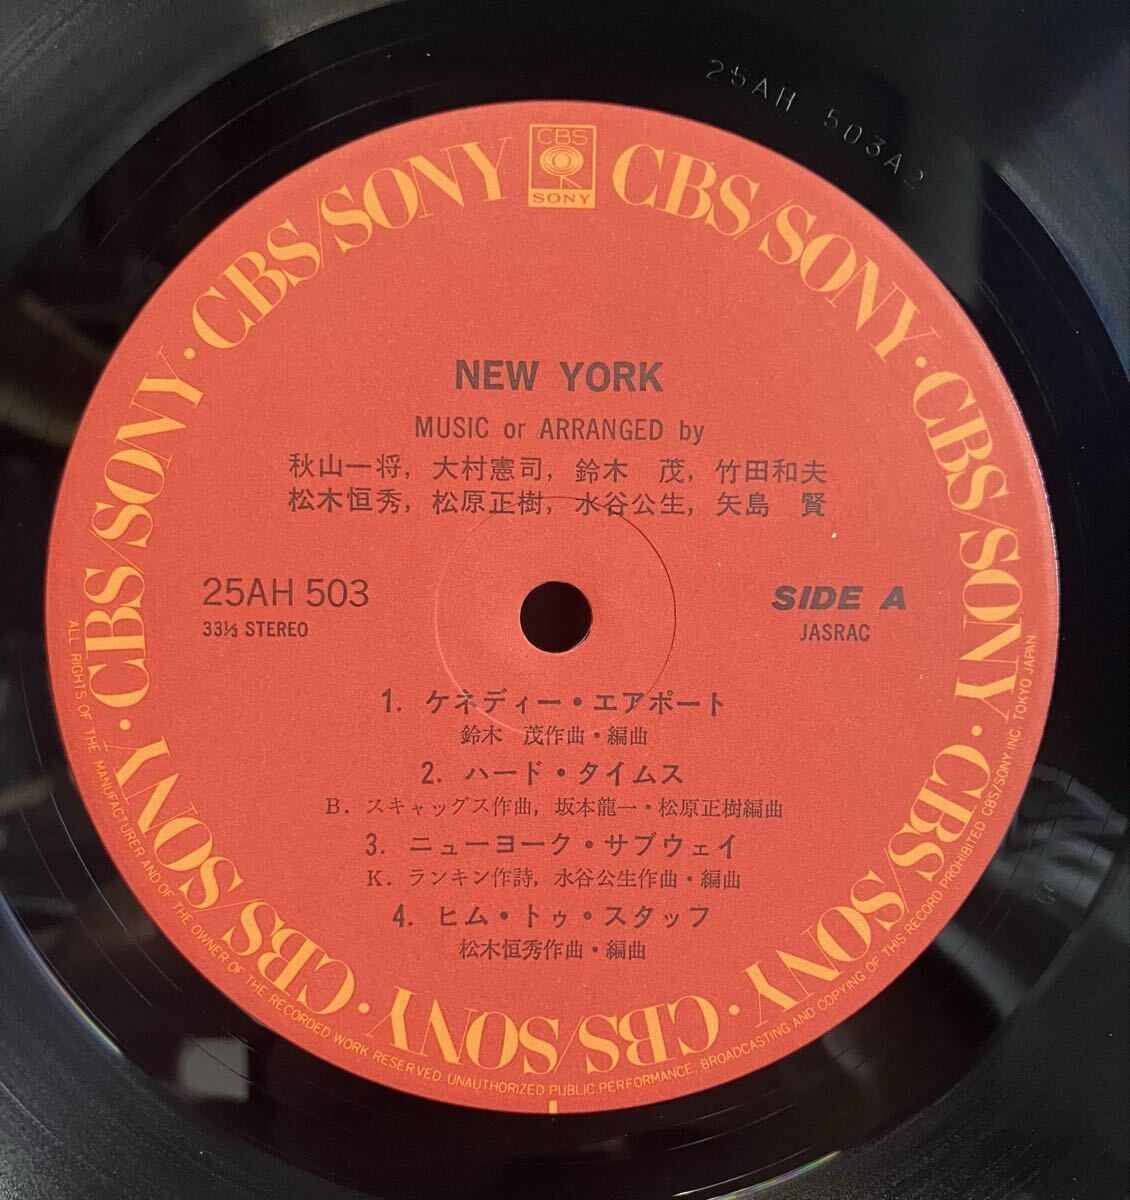 25AH 503A2
CBS
SONY
CBS/SONY · CBS/SONY · CBS/SONY · CBS/SONY · CBS/SONY · CBS/SONY · CBS/SONY · CBS/SONY
NEW YORK
MUSIC or ARRANGED by
秋山一将, 大村憲司, 鈴木 茂, 竹田和夫
松木恒秀, 松原正樹, 水谷公生, 矢島 賢
25AH 503
33⅓ STEREO
SIDE A
JASRAC
1. ケネディー・エアポート
鈴木 茂作曲・編曲
2. ハード・タイムス
B. スキャッグス作曲, 坂本龍一・松原正樹編曲
3. ニューヨーク・サブウェイ
K. ランキン作詩, 水谷公生作曲・編曲
4. ヒム・トゥ・スタッフ
松木恒秀作曲・編曲
ALL RIGHTS OF THE MANUFACTURER AND OF THE OWNER OF THE RECORDED WORK RESERVED. UNAUTHORIZED PUBLIC PERFORMANCE, BROADCASTING AND COPYING OF THIS RECORD PROHIBITED CBS/SONY INC. TOKYO JAPAN